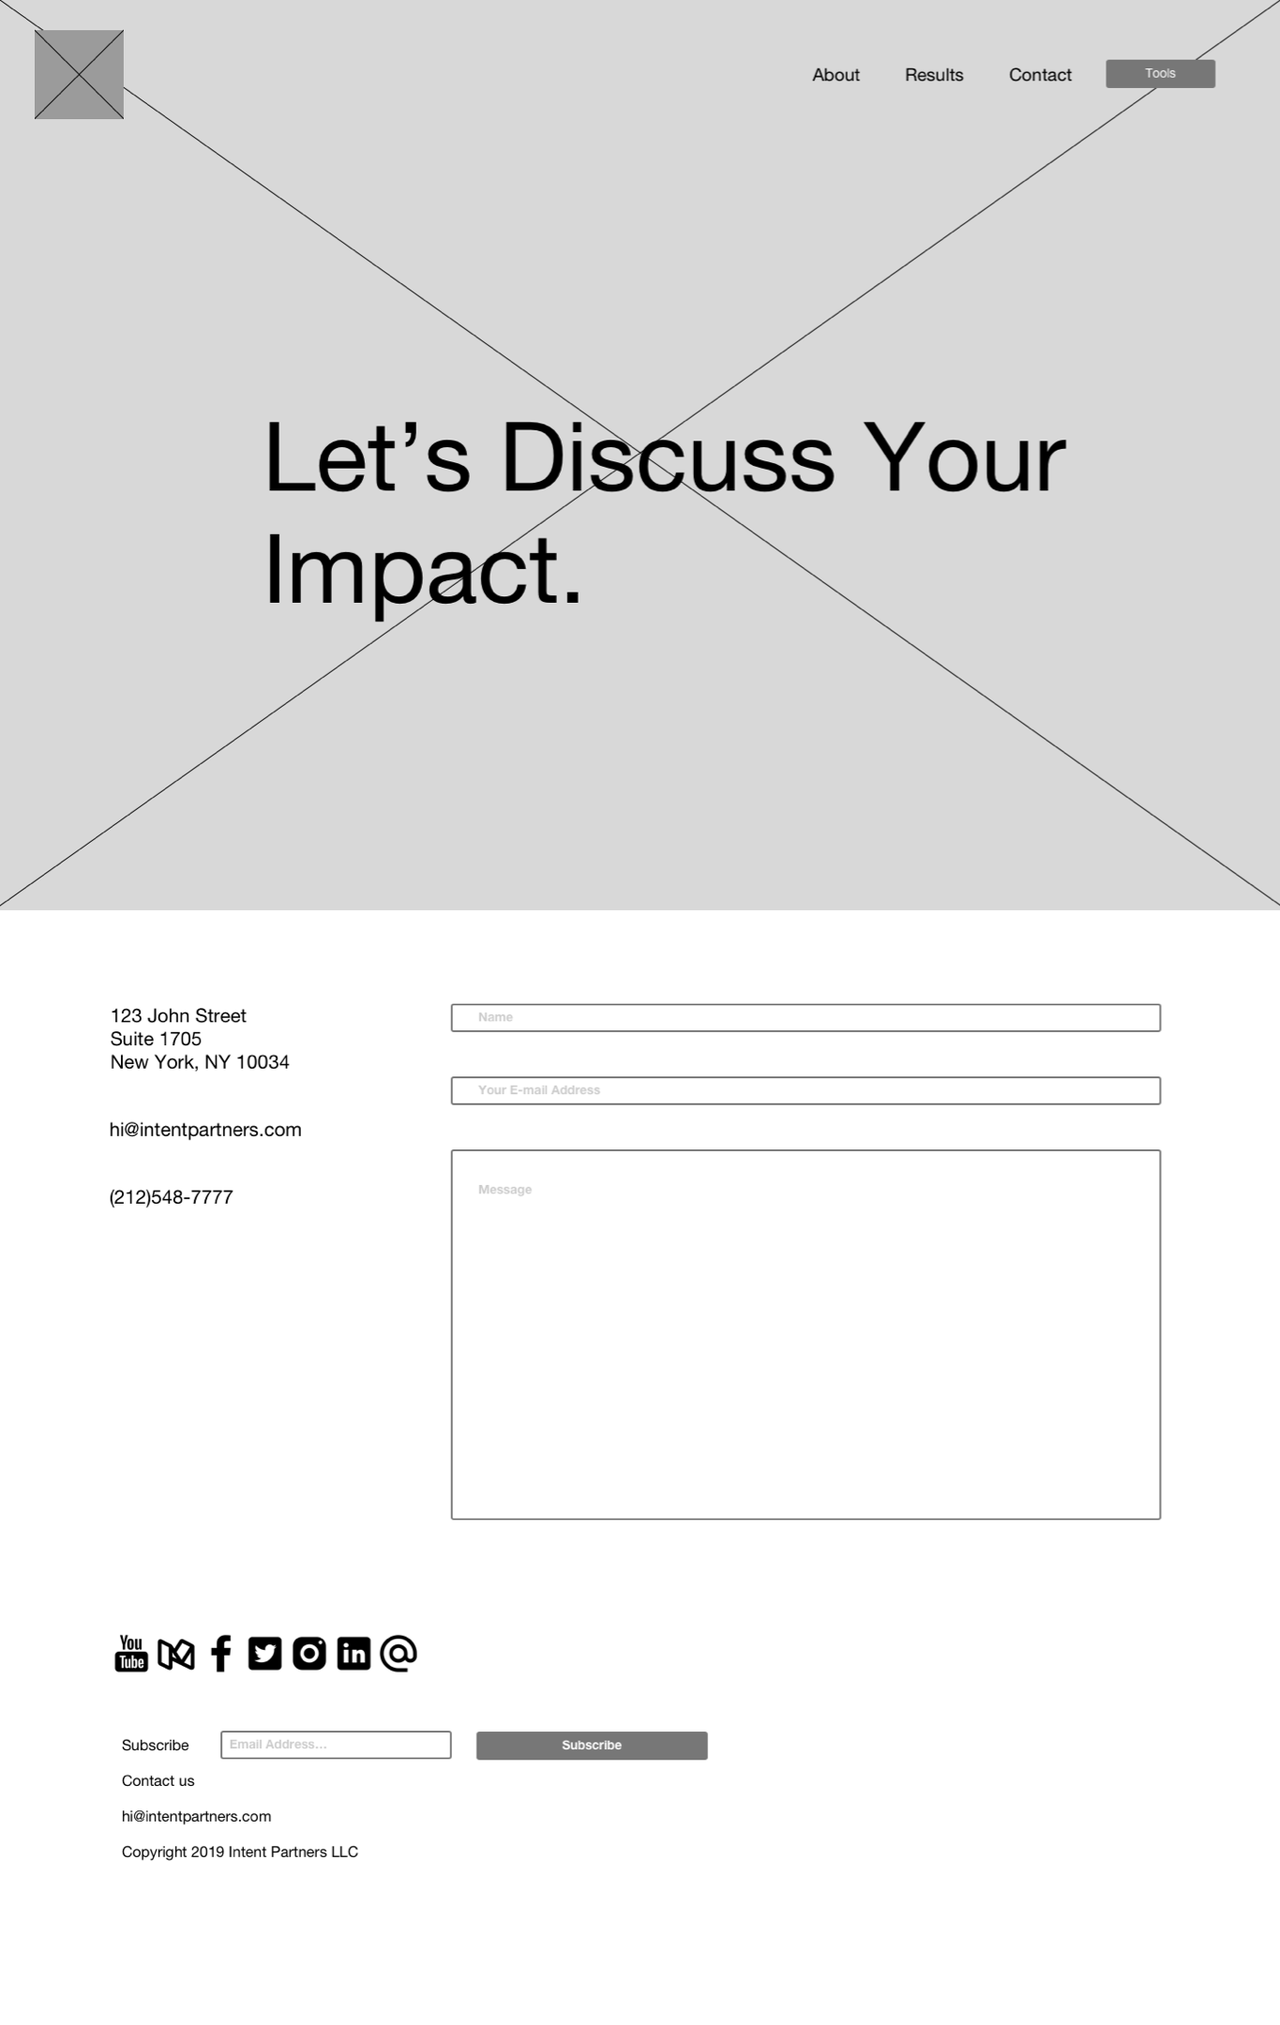 About
Results
Contact
Tools
Let’s Discuss Your
Impact.
123 John Street
Suite 1705
New York, NY 10034
hi@intentpartners.com
(212)548-7777
Name
Your E-mail Address
Message
You
Tube
Subscribe
Email Address...
Subscribe
Contact us
hi@intentpartners.com
Copyright 2019 Intent Partners LLC